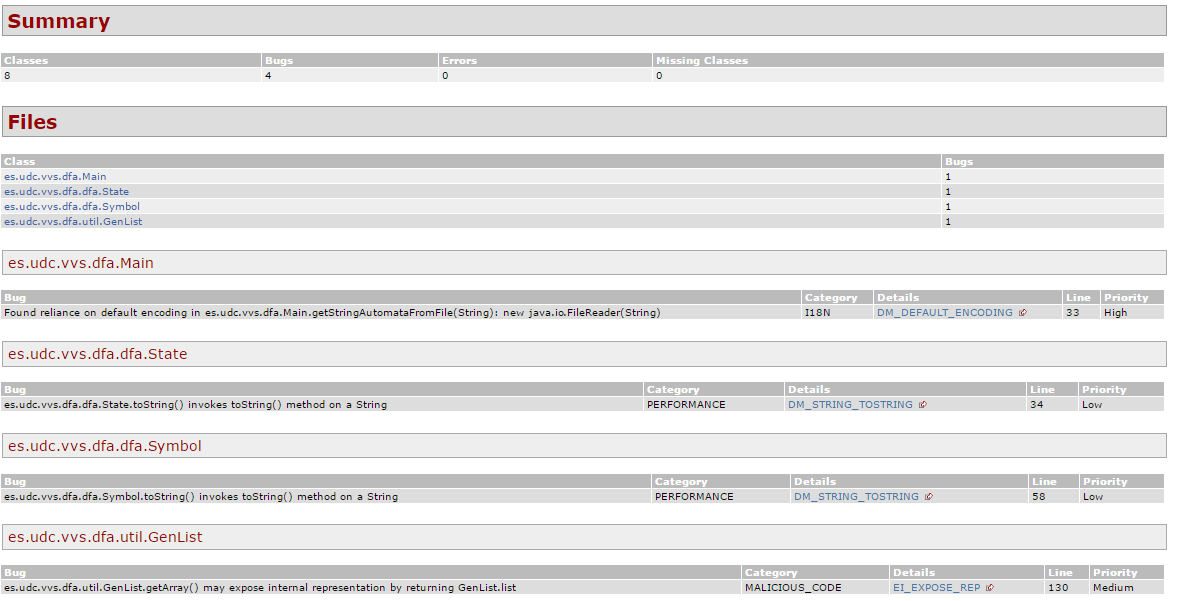 Summary
Classes Bugs Errors Missing Classes
8 4 0 0
Files
Class Bugs
es.udc.vvs.dfa.Main 1
es.udc.vvs.dfa.dfa.State 1
es.udc.vvs.dfa.dfa.Symbol 1
es.udc.vvs.dfa.util.GenList 1
es.udc.vvs.dfa.Main
Bug Category Details Line Priority
Found reliance on default encoding in es.udc.vvs.dfa.Main.getStringAutomataFromFile(String): new java.io.FileReader(String) I18N DM_DEFAULT_ENCODING 33 High
es.udc.vvs.dfa.dfa.State
Bug Category Details Line Priority
es.udc.vvs.dfa.dfa.State.toString() invokes toString() method on a String PERFORMANCE DM_STRING_TOSTRING 34 Low
es.udc.vvs.dfa.dfa.Symbol
Bug Category Details Line Priority
es.udc.vvs.dfa.dfa.Symbol.toString() invokes toString() method on a String PERFORMANCE DM_STRING_TOSTRING 58 Low
es.udc.vvs.dfa.util.GenList
Bug Category Details Line Priority
es.udc.vvs.dfa.util.GenList.getArray() may expose internal representation by returning GenList.list MALICIOUS_CODE EI_EXPOSE_REP 130 Medium